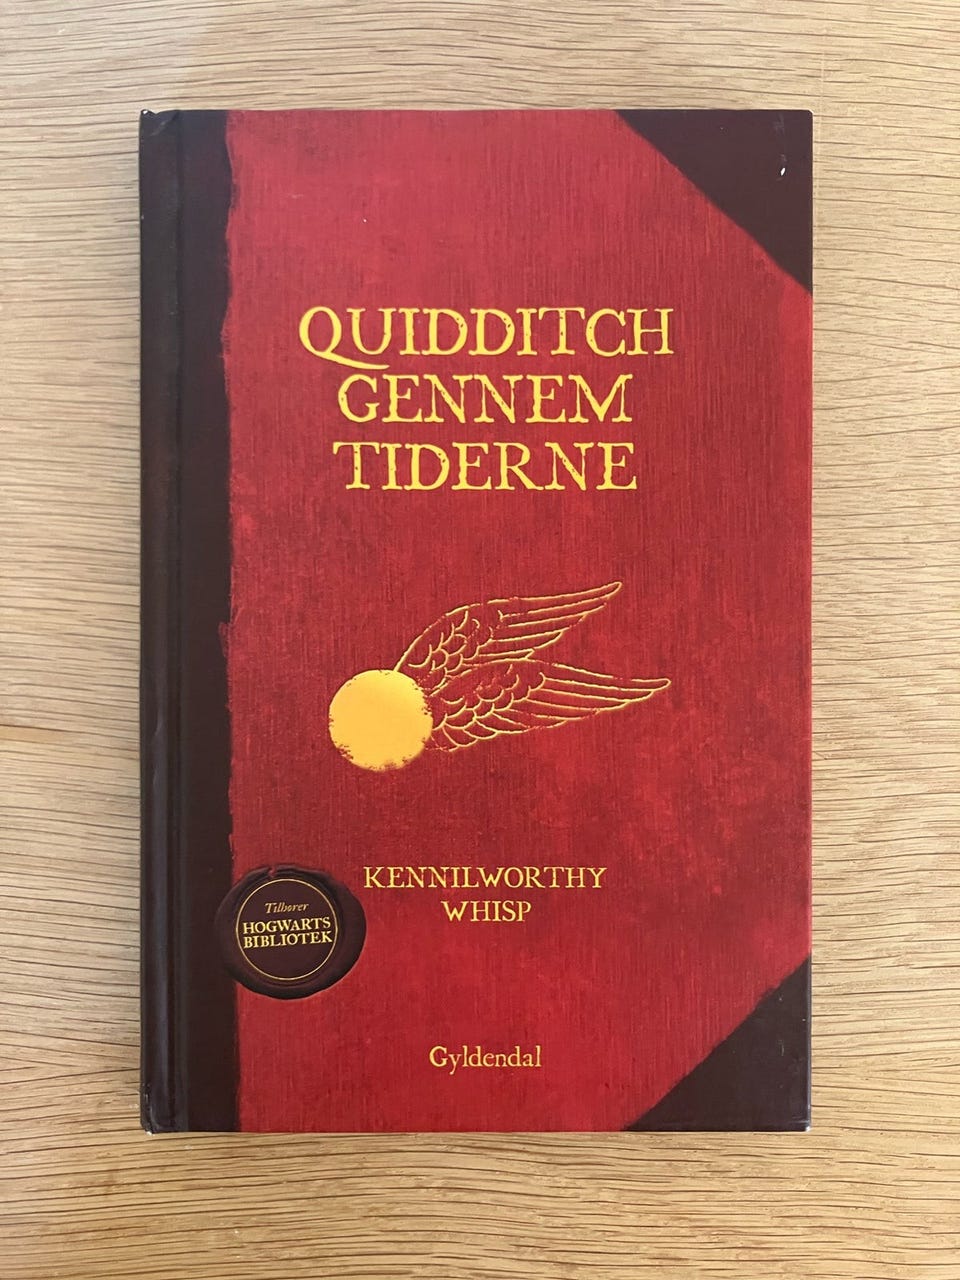 QUIDDITCH
GENNEM
TIDERNE
KENNILWORTHY
WHISP
Tilhører
HOGWARTS
BIBLIOTEK
Gyldendal